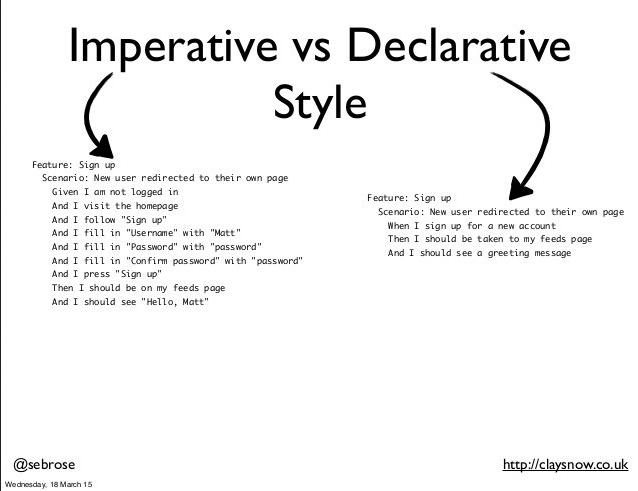 Imperative vs Declarative
Style
Feature: Sign up
Scenario: New user redirected to their own page
Given I am not logged in
And I visit the homepage
And I follow "Sign up"
And I fill in "Username" with "Matt"
And I fill in "Password" with "password"
And I fill in "Confirm password" with "password"
And I press "Sign up"
Then I should be on my feeds page
And I should see "Hello, Matt"
Feature: Sign up
Scenario: New user redirected to their own page
When I sign up for a new account
Then I should be taken to my feeds page
And I should see a greeting message
@sebrose
http://claysnow.co.uk
Wednesday, 18 March 15